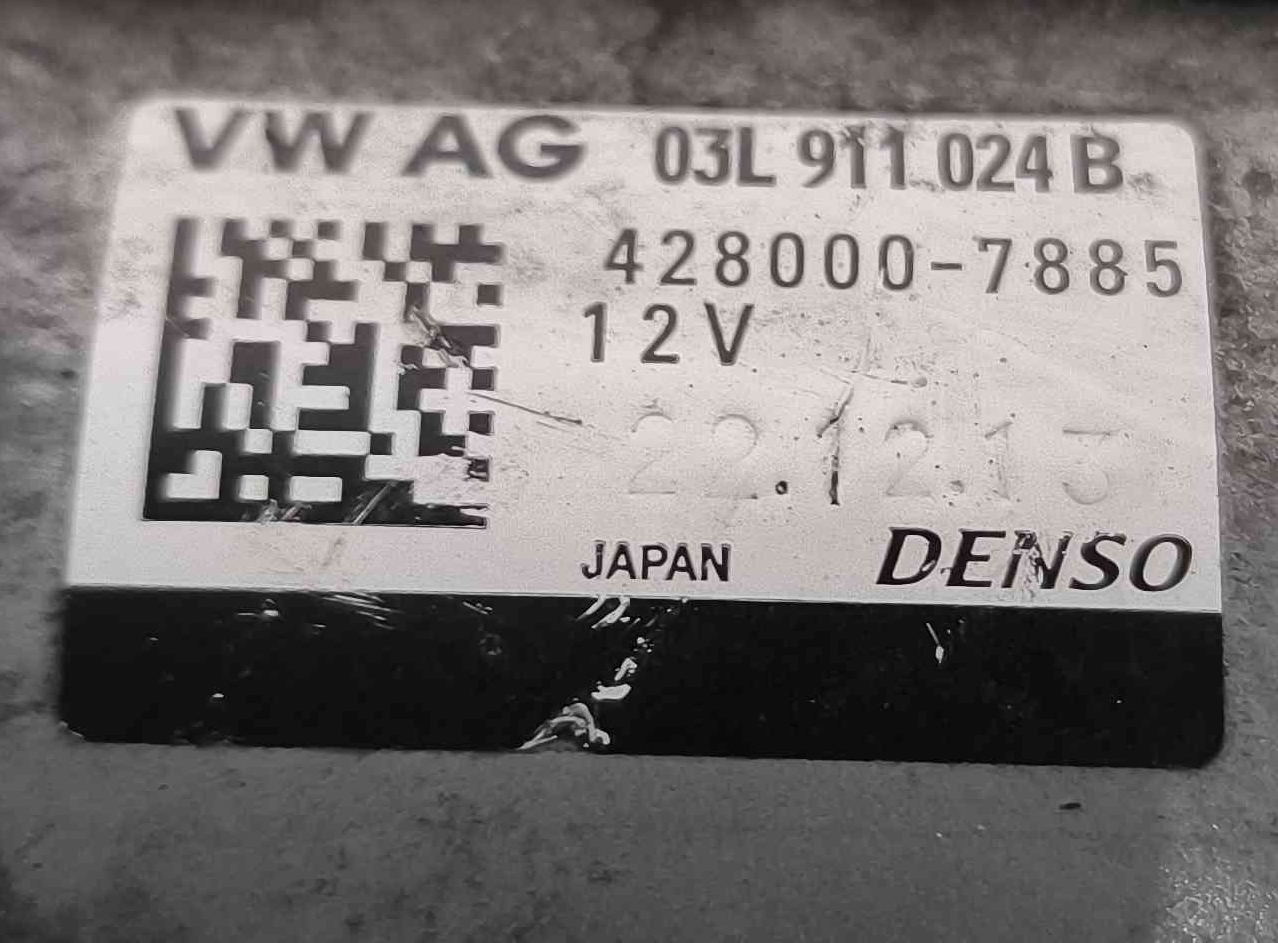 VW AG 03L 911 024 B
428000-7885
12V
22.12.13
JAPAN DENSO